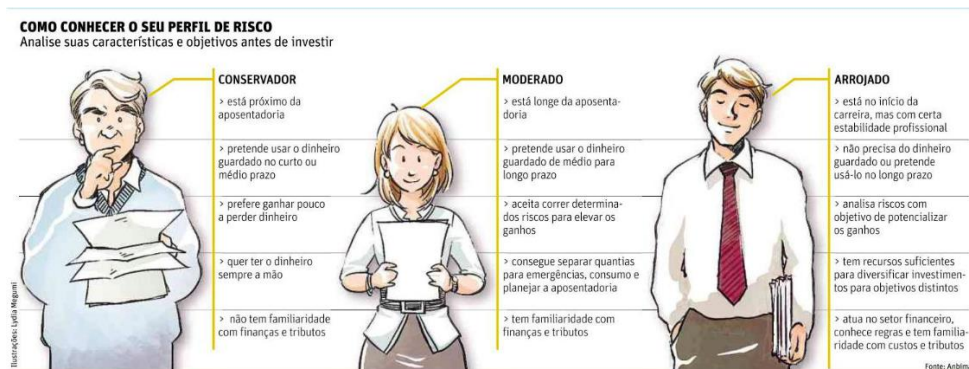 COMO CONHECER O SEU PERFIL DE RISCO
Analise suas características e objetivos antes de investir
CONSERVADOR
> está próximo da
aposentadoria
> pretende usar o dinheiro
guardado no curto ou
médio prazo
> prefere ganhar pouco
a perder dinheiro
> quer ter o dinheiro
sempre a mão
> não tem familiaridade
com finanças e tributos
MODERADO
> está longe da aposenta-
doria
> pretende usar o dinheiro
guardado de médio para
longo prazo
> aceita correr determina-
dos riscos para elevar os
ganhos
> consegue separar quantias
para emergências, consumo e
planejar a aposentadoria
> tem familiaridade com
finanças e tributos
ARROJADO
> está no início da
carreira, mas com certa
estabilidade profissional
> não precisa do dinheiro
guardado ou pretende
usá-lo no longo prazo
> analisa riscos com
objetivo de potencializar
os ganhos
> tem recursos suficientes
para diversificar investimen-
tos para objetivos distintos
> atua no setor financeiro,
conhece regras e tem familia-
ridade com custos e tributos
Ilustrações: Lydia Megumi
Fonte: Anbima